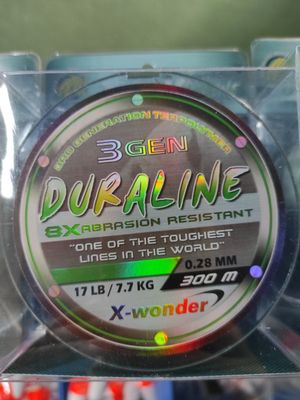 3RD GENERATION TERPOLYMER
3GEN
DURALINE
8X ABRASION RESISTANT
"ONE OF THE TOUGHEST
LINES IN THE WORLD"
0.28 MM
17 LB / 7.7 KG
300 M
X-wonder